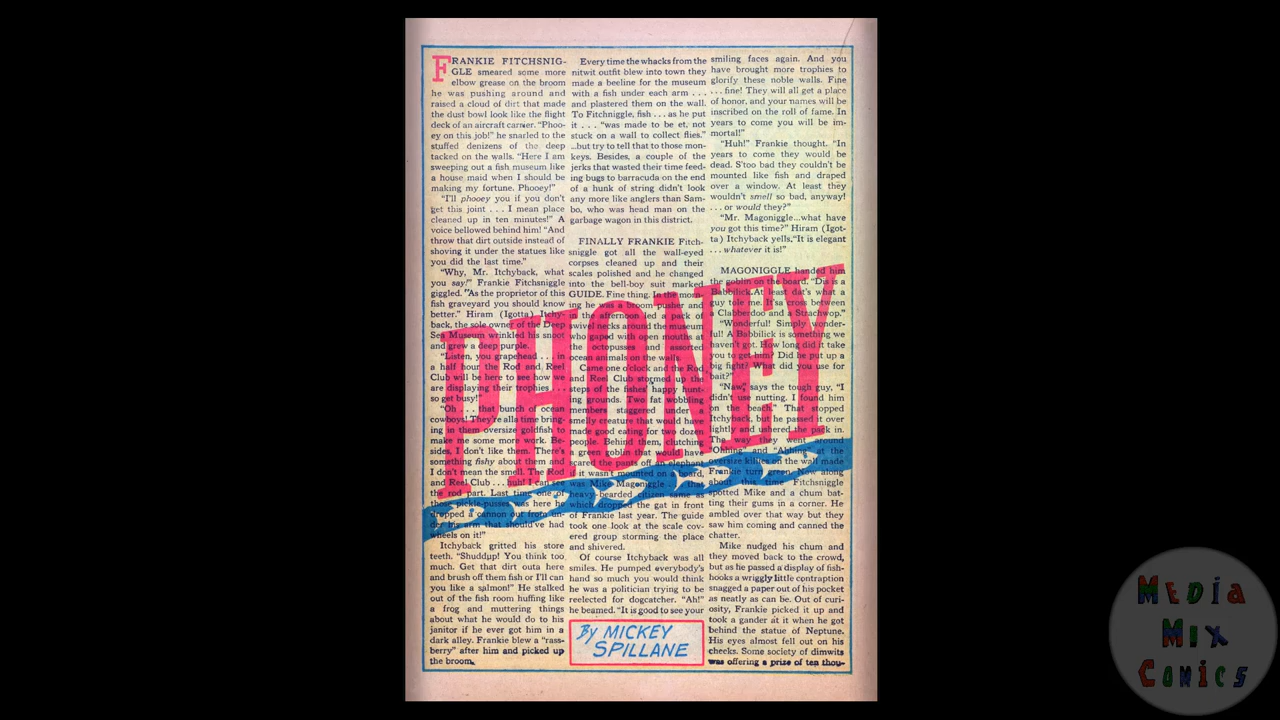 FRANKIE FITCHSNIG-
GLE smeared some more
elbow grease on the broom
he was pushing around and
raised a cloud of dirt that made
the dust bowl look like the flight
deck of an aircraft carrier. "Phoo-
ey on this job!" he snarled to the
stuffed denizens of the deep
tacked on the walls. "Here I am
sweeping out a fish museum like
a house maid when I should be
making my fortune. Phooey!"
"I'll phooey you if you don't
get this joint . . . I mean place
cleaned up in ten minutes!" A
voice bellowed behind him! "And
throw that dirt outside instead of
shoving it under the statues like
you did the last time."
"Why, Mr. Itchyback, what
you say!" Frankie Fitchsniggle
giggled. "As the proprietor of this
fish graveyard you should know
better." Hiram (Igotta) Itchy-
back, the sole owner of the Deep
Sea Museum wrinkled his snoot
and grew a deep purple.
"Listen, you grapehead . . . in
a half hour the Rod and Reel
Club will be here to see how we
are displaying their trophies . . .
so get busy!"
"Oh . . . that bunch of ocean
cowboys! They're alla time bring-
ing in them oversize goldfish to
make me some more work. Be-
sides, I don't like them. There's
something fishy about them and
I don't mean the smell. The Rod
and Reel Club . . . huh! I can see
the rod part. Last time one of
those pickle-pusses was here he
dropped a cannon out from un-
der his arm that should've had
wheels on it!"
Itchyback gritted his store
teeth. "Shuddup! You think too
much. Get that dirt outa here
and brush off them fish or I'll can
you like a salmon!" He stalked
out of the fish room huffing like
a frog and muttering things
about what he would do to his
janitor if he ever got him in a
dark alley. Frankie blew a "rass-
berry" after him and picked up
the broom.
Every time the whacks from the
nitwit outfit blew into town they
made a beeline for the museum
with a fish under each arm . . .
and plastered them on the wall.
To Fitchniggle, fish . . . as he put
it . . . "was made to be et, not
stuck on a wall to collect flies."
...but try to tell that to those mon-
keys. Besides, a couple of the
jerks that wasted their time feed-
ing bugs to barracuda on the end
of a hunk of string didn't look
any more like anglers than Sam-
bo, who was head man on the
garbage wagon in this district.
FINALLY FRANKIE Fitch-
sniggle got all the wall-eyed
corpses cleaned up and their
scales polished and he changed
into the bell-boy suit marked
GUIDE. Fine thing.
ing he was a broom-pusher and
in the afternoon led a pack of
swivel necks around the museum
who gaped with open mouths at
the octopusses and assorted
ocean animals on the walls.
Came one o'clock and the Rod
and Reel Club stormed up the
steps of the fishes' happy hunt-
ing grounds. Two fat wobbling
members staggered under a
smelly creature that would have
made good eating for two dozen
people. Behind them, clutching
a green goblin that would have
scared the pants off an elephant
if it wasn't mounted on a board,
was Mike Magoniggle . . . that
heavy-bearded citizen same as
which dropped the gat in front
of Frankie last year. The guide
took one look at the scale cov-
ered group storming the place
and shivered.
Of course Itchyback was all
smiles. He pumped everybody's
hand so much you would think
he was a politician trying to be
reelected for dogcatcher. "Ah!"
he beamed. "It is good to see your
By MICKEY
SPILLANE
smiling faces again. And you
have brought more trophies to
glorify these noble walls. Fine
. . . fine! They will all get a place
of honor, and your names will be
inscribed on the roll of fame. In
years to come you will be im-
mortal!"
"Huh!" Frankie thought. "In
years to come they would be
dead. S'too bad they couldn't be
mounted like fish and draped
over a window. At least they
wouldn't smell so bad, anyway!
. . . or would they?"
"Mr. Magoniggle...what have
you got this time?" Hiram (Igot-
ta) Itchyback yells, "It is elegant
. . . whatever it is!"
MAGONIGGLE handed him
the goblin on the board. "Dis is a
Babbilick. At least dat's what a
guy tole me. It'sa cross between
a Clabberdoo and a Strachwop."
"Wonderful! Simply wonder-
ful! A Babbilick is something we
haven't got. How long did it take
you to get him? Did he put up a
big fight? What did you use for
bait?"
"Naw," says the tough guy, "I
didn't use nutting. I found him
on the beach." That stopped
Itchyback, but he passed it over
lightly and ushered the pack in.
The way they went around
"Ohing" and "Ahhing" at the
oversize killies on the wall made
Frankie turn green. Now along
about this time Fitchsniggle
spotted Mike and a chum bat-
ting their gums in a corner. He
ambled over that way but they
saw him coming and canned the
chatter.
Mike nudged his chum and
they moved back to the crowd,
but as he passed a display of fish-
hooks a wriggly little contraption
snagged a paper out of his pocket
as neatly as can be. Out of curi-
osity, Frankie picked it up and
took a gander at it when he got
behind the statue of Neptune.
His eyes almost fell out on his
cheeks. Some society of dimwits
was offering a prize of ten thou-
PHONEY
MEDIA
MIX
COMICS